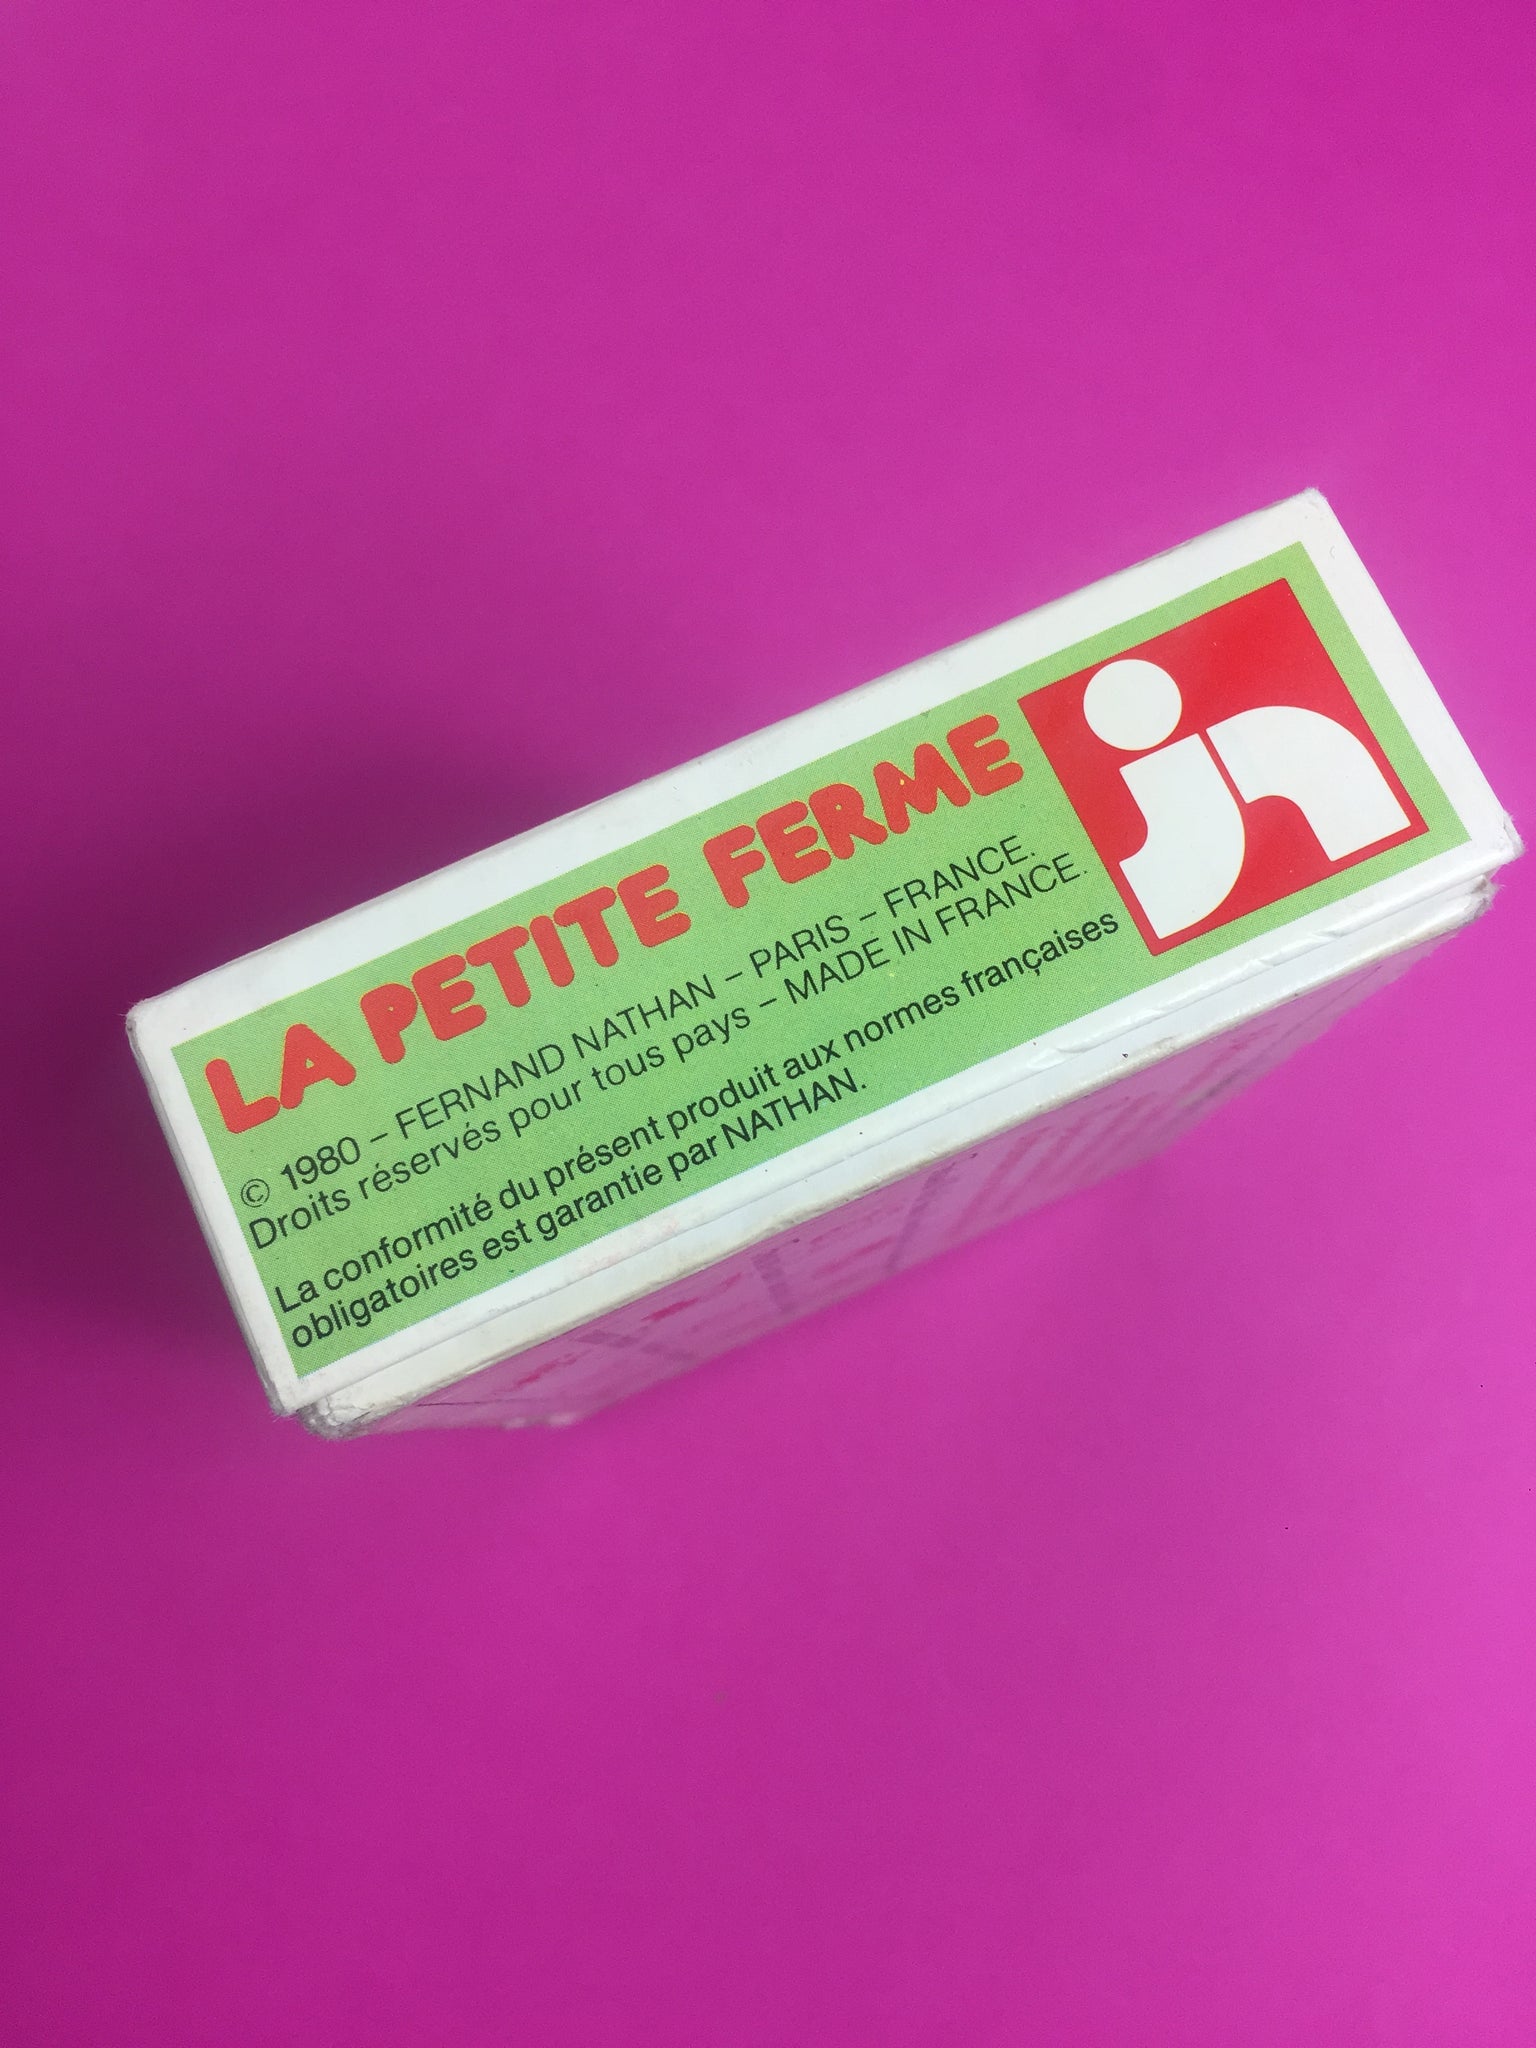 LA PETITE FERME
© 1980 – FERNAND NATHAN – PARIS – FRANCE.
Droits réservés pour tous pays – MADE IN FRANCE.
La conformité du présent produit aux normes françaises
obligatoires est garantie par NATHAN.
jn